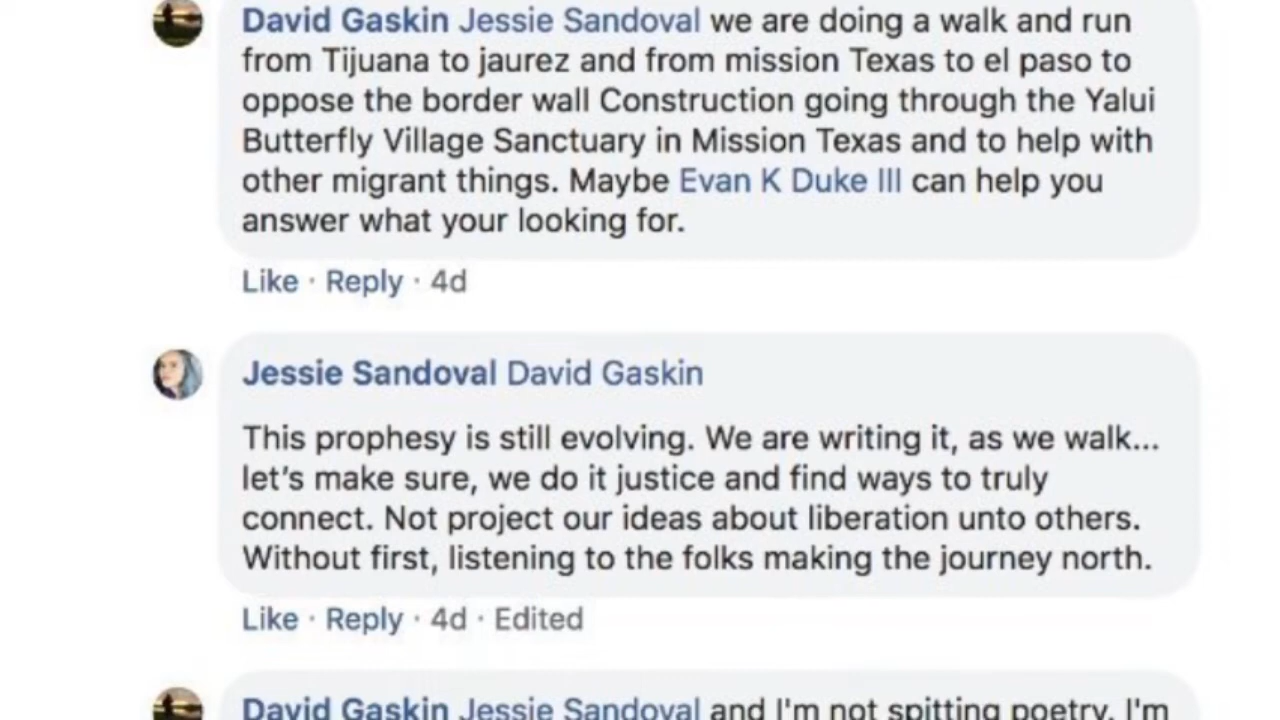 David Gaskin Jessie Sandoval we are doing a walk and run
from Tijuana to jaurez and from mission Texas to el paso to
oppose the border wall Construction going through the Yalui
Butterfly Village Sanctuary in Mission Texas and to help with
other migrant things. Maybe Evan K Duke III can help you
answer what your looking for.
Like · Reply · 4d
Jessie Sandoval David Gaskin
This prophesy is still evolving. We are writing it, as we walk...
let's make sure, we do it justice and find ways to truly
connect. Not project our ideas about liberation unto others.
Without first, listening to the folks making the journey north.
Like · Reply · 4d · Edited
David Gaskin Jessie Sandoval and I'm not spitting poetry. I'm